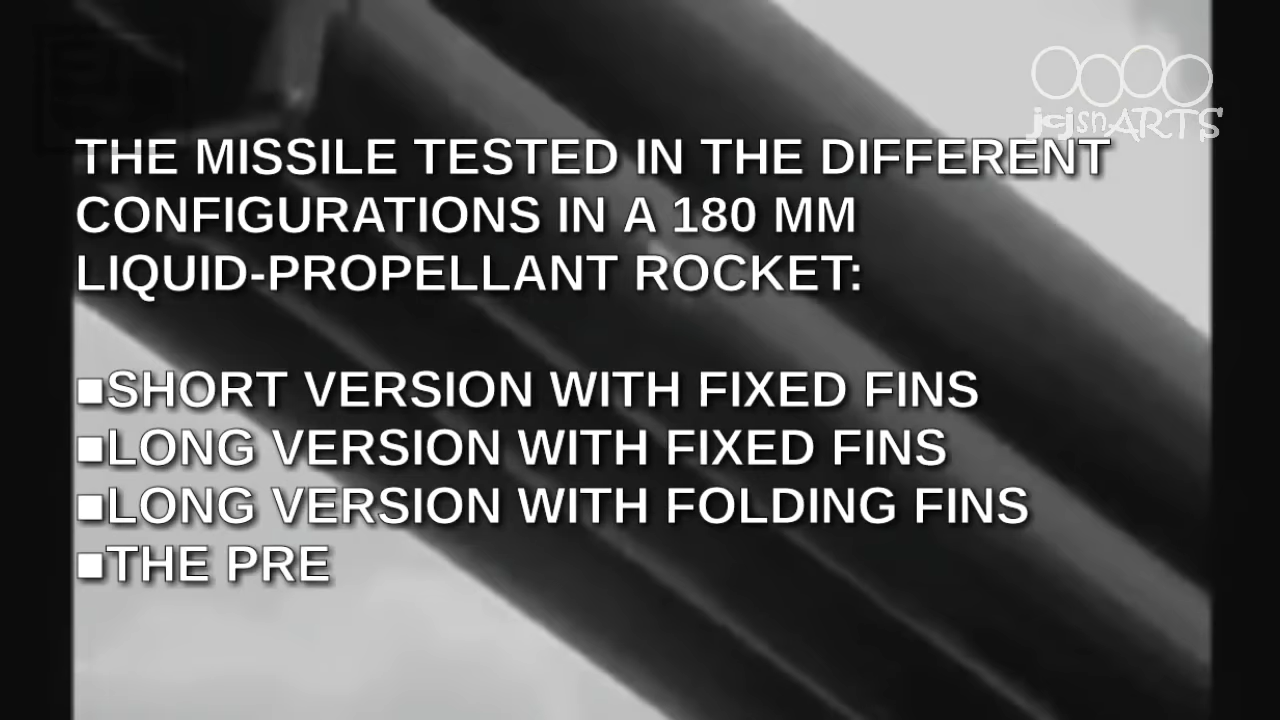 jcjsnARTS
THE MISSILE TESTED IN THE DIFFERENT
CONFIGURATIONS IN A 180 MM
LIQUID-PROPELLANT ROCKET:
■SHORT VERSION WITH FIXED FINS
■LONG VERSION WITH FIXED FINS
■LONG VERSION WITH FOLDING FINS
■THE PRE